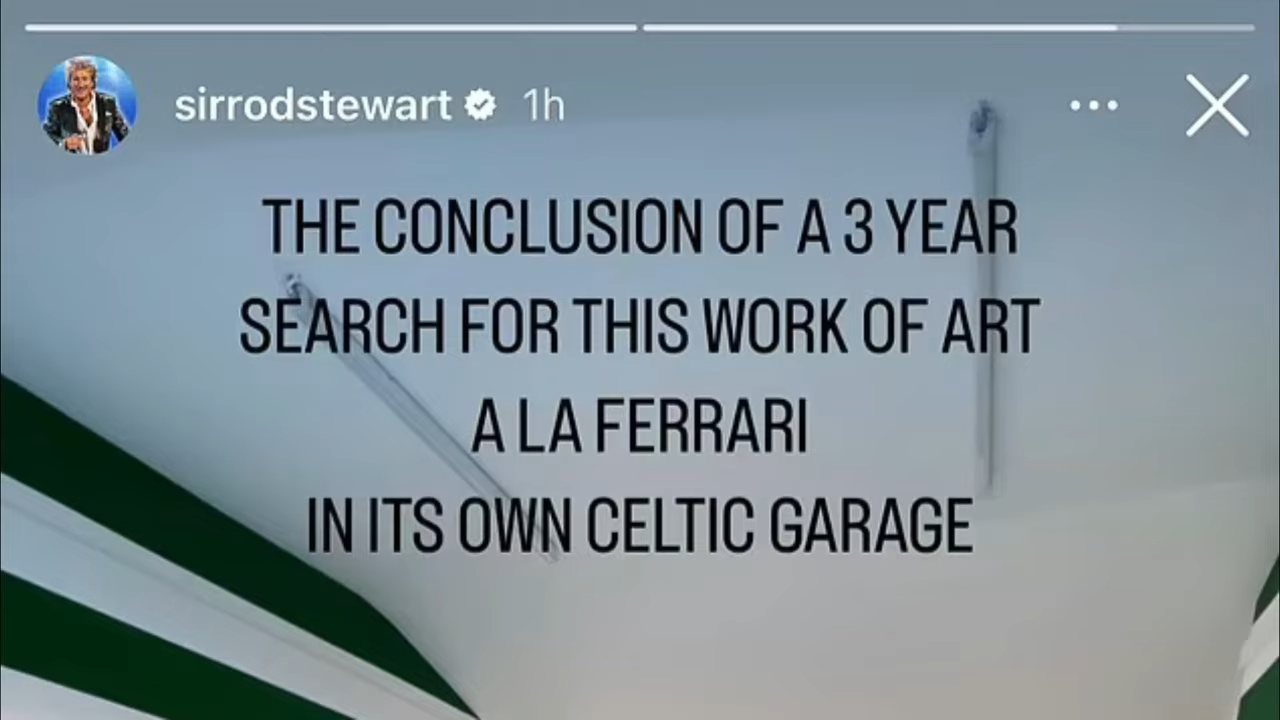 sirrodstewart 1h
THE CONCLUSION OF A 3 YEAR
SEARCH FOR THIS WORK OF ART
A LA FERRARI
IN ITS OWN CELTIC GARAGE